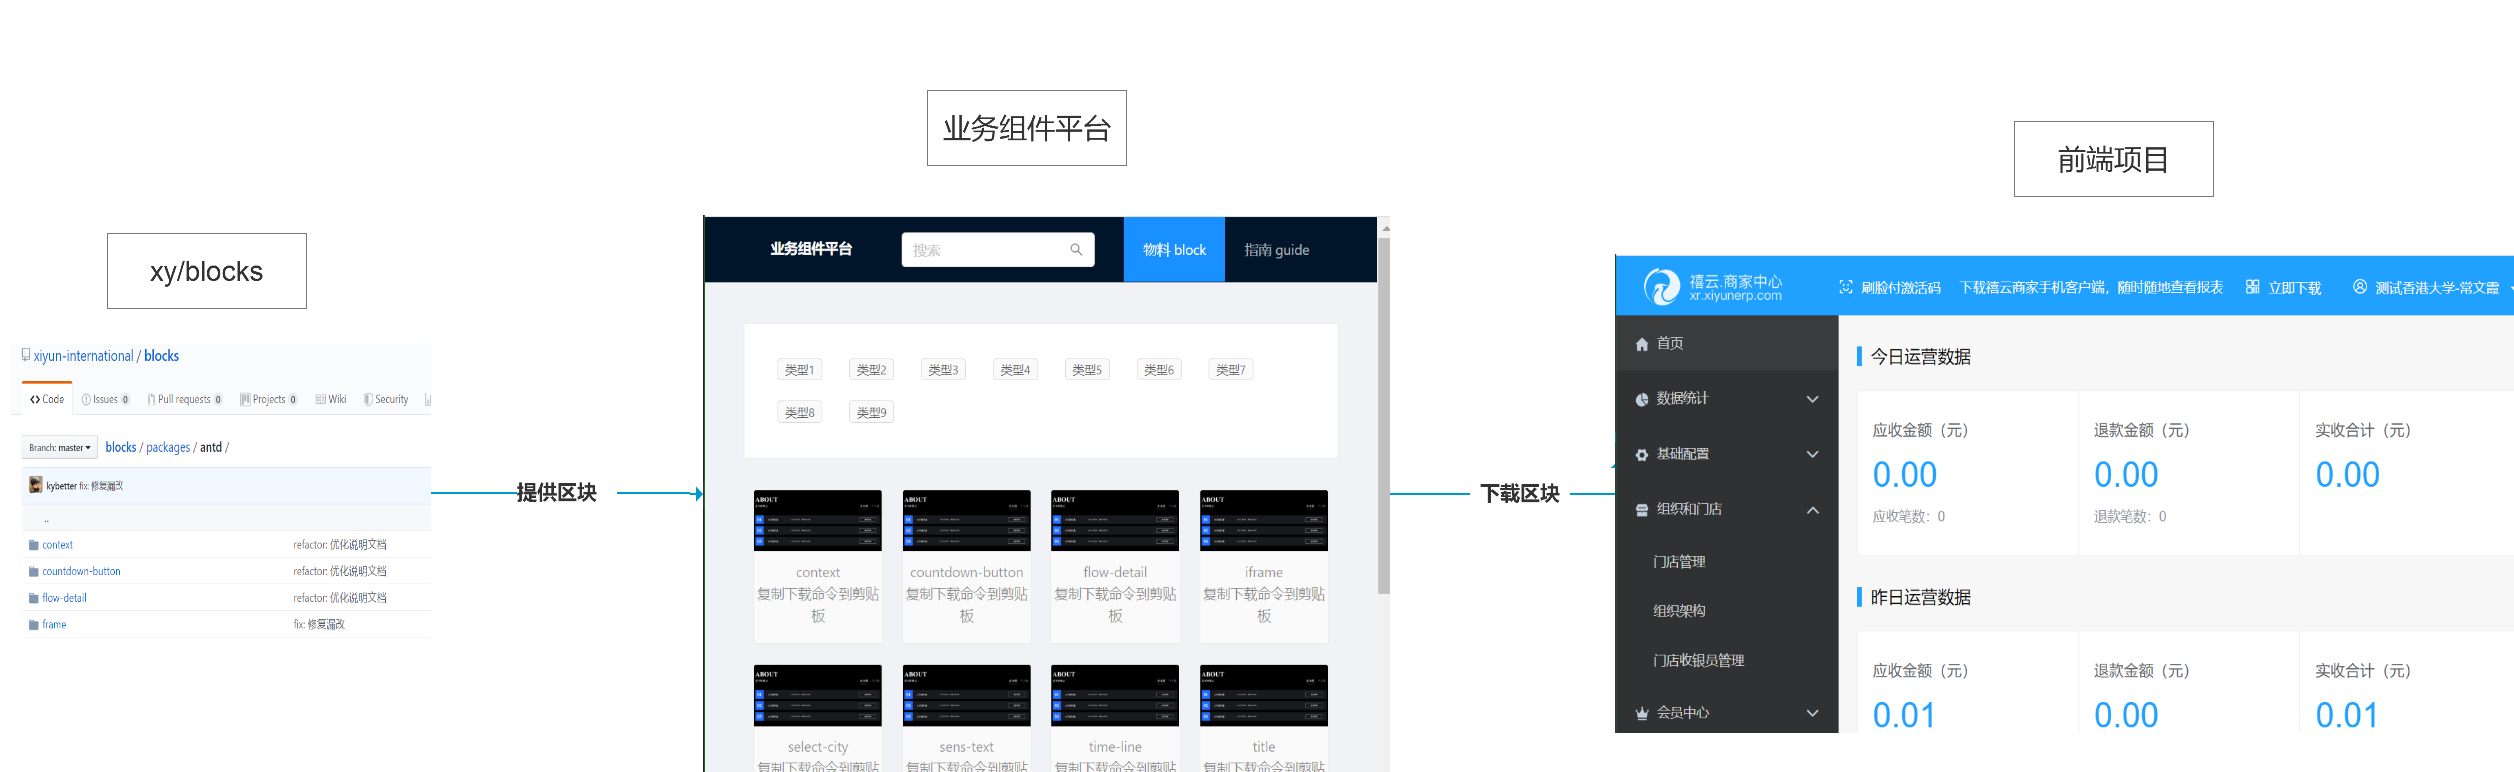 业务组件平台
前端项目
xy/blocks
xiyun-international / blocks
Code Issues 0 Pull requests 0 Projects 0 Wiki Security
Branch: master blocks / packages / antd /
kybetter fix: 修复漏改
..
context refactor: 优化说明文档
countdown-button refactor: 优化说明文档
flow-detail refactor: 优化说明文档
frame fix: 修复漏改
提供区块
业务组件平台 搜索 物料 block 指南 guide
类型1 类型2 类型3 类型4 类型5 类型6 类型7
类型8 类型9
ABOUT ABOUT ABOUT ABOUT
context countdown-button flow-detail iframe
复制下载命令到剪贴板 复制下载命令到剪贴板 复制下载命令到剪贴板 复制下载命令到剪贴板
ABOUT ABOUT ABOUT ABOUT
select-city sens-text time-line title
复制下载命令到剪贴 复制下载命令到剪贴 复制下载命令到剪贴 复制下载命令到剪贴
下载区块
禧云.商家中心
xr.xiyunerp.com
刷脸付激活码 下载禧云商家手机客户端，随时随地查看报表 立即下载 测试香港大学-常文霞
首页
数据统计
基础配置
组织和门店
门店管理
组织架构
门店收银员管理
会员中心
今日运营数据
应收金额（元） 退款金额（元） 实收合计（元）
0.00 0.00 0.00
应收笔数：0 退款笔数：0
昨日运营数据
应收金额（元） 退款金额（元） 实收合计（元）
0.01 0.00 0.01